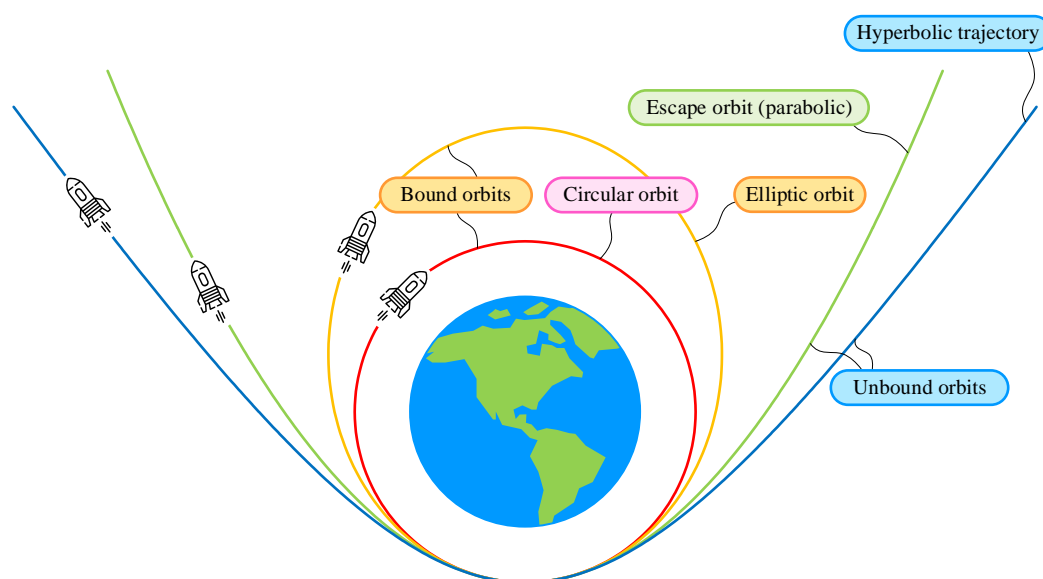 Hyperbolic trajectory
Escape orbit (parabolic)
Bound orbits
Circular orbit
Elliptic orbit
Unbound orbits